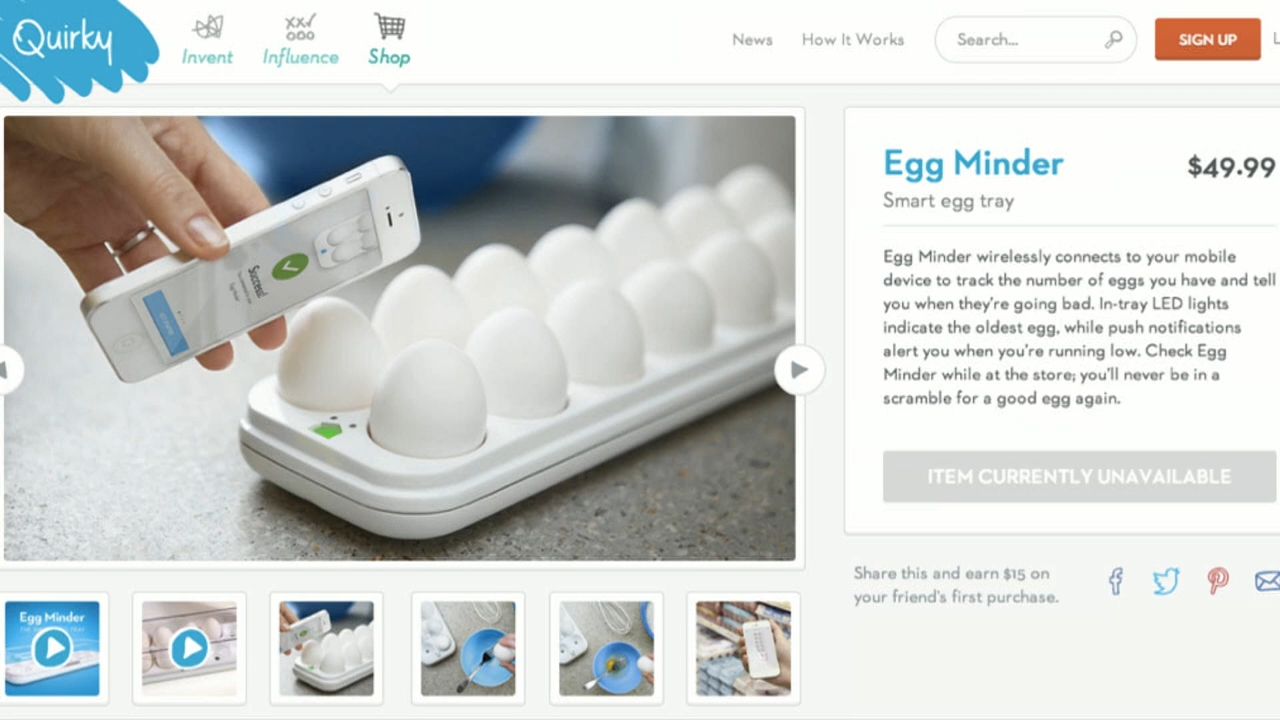 Quirky
Invent
Influence
Shop
News
How It Works
Search...
SIGN UP
Success!
Egg Minder
$49.99
Smart egg tray
Egg Minder wirelessly connects to your mobile
device to track the number of eggs you have and tell
you when they're going bad. In-tray LED lights
indicate the oldest egg, while push notifications
alert you when you're running low. Check Egg
Minder while at the store; you'll never be in a
scramble for a good egg again.
ITEM CURRENTLY UNAVAILABLE
Share this and earn $15 on
your friend's first purchase.
Egg Minder